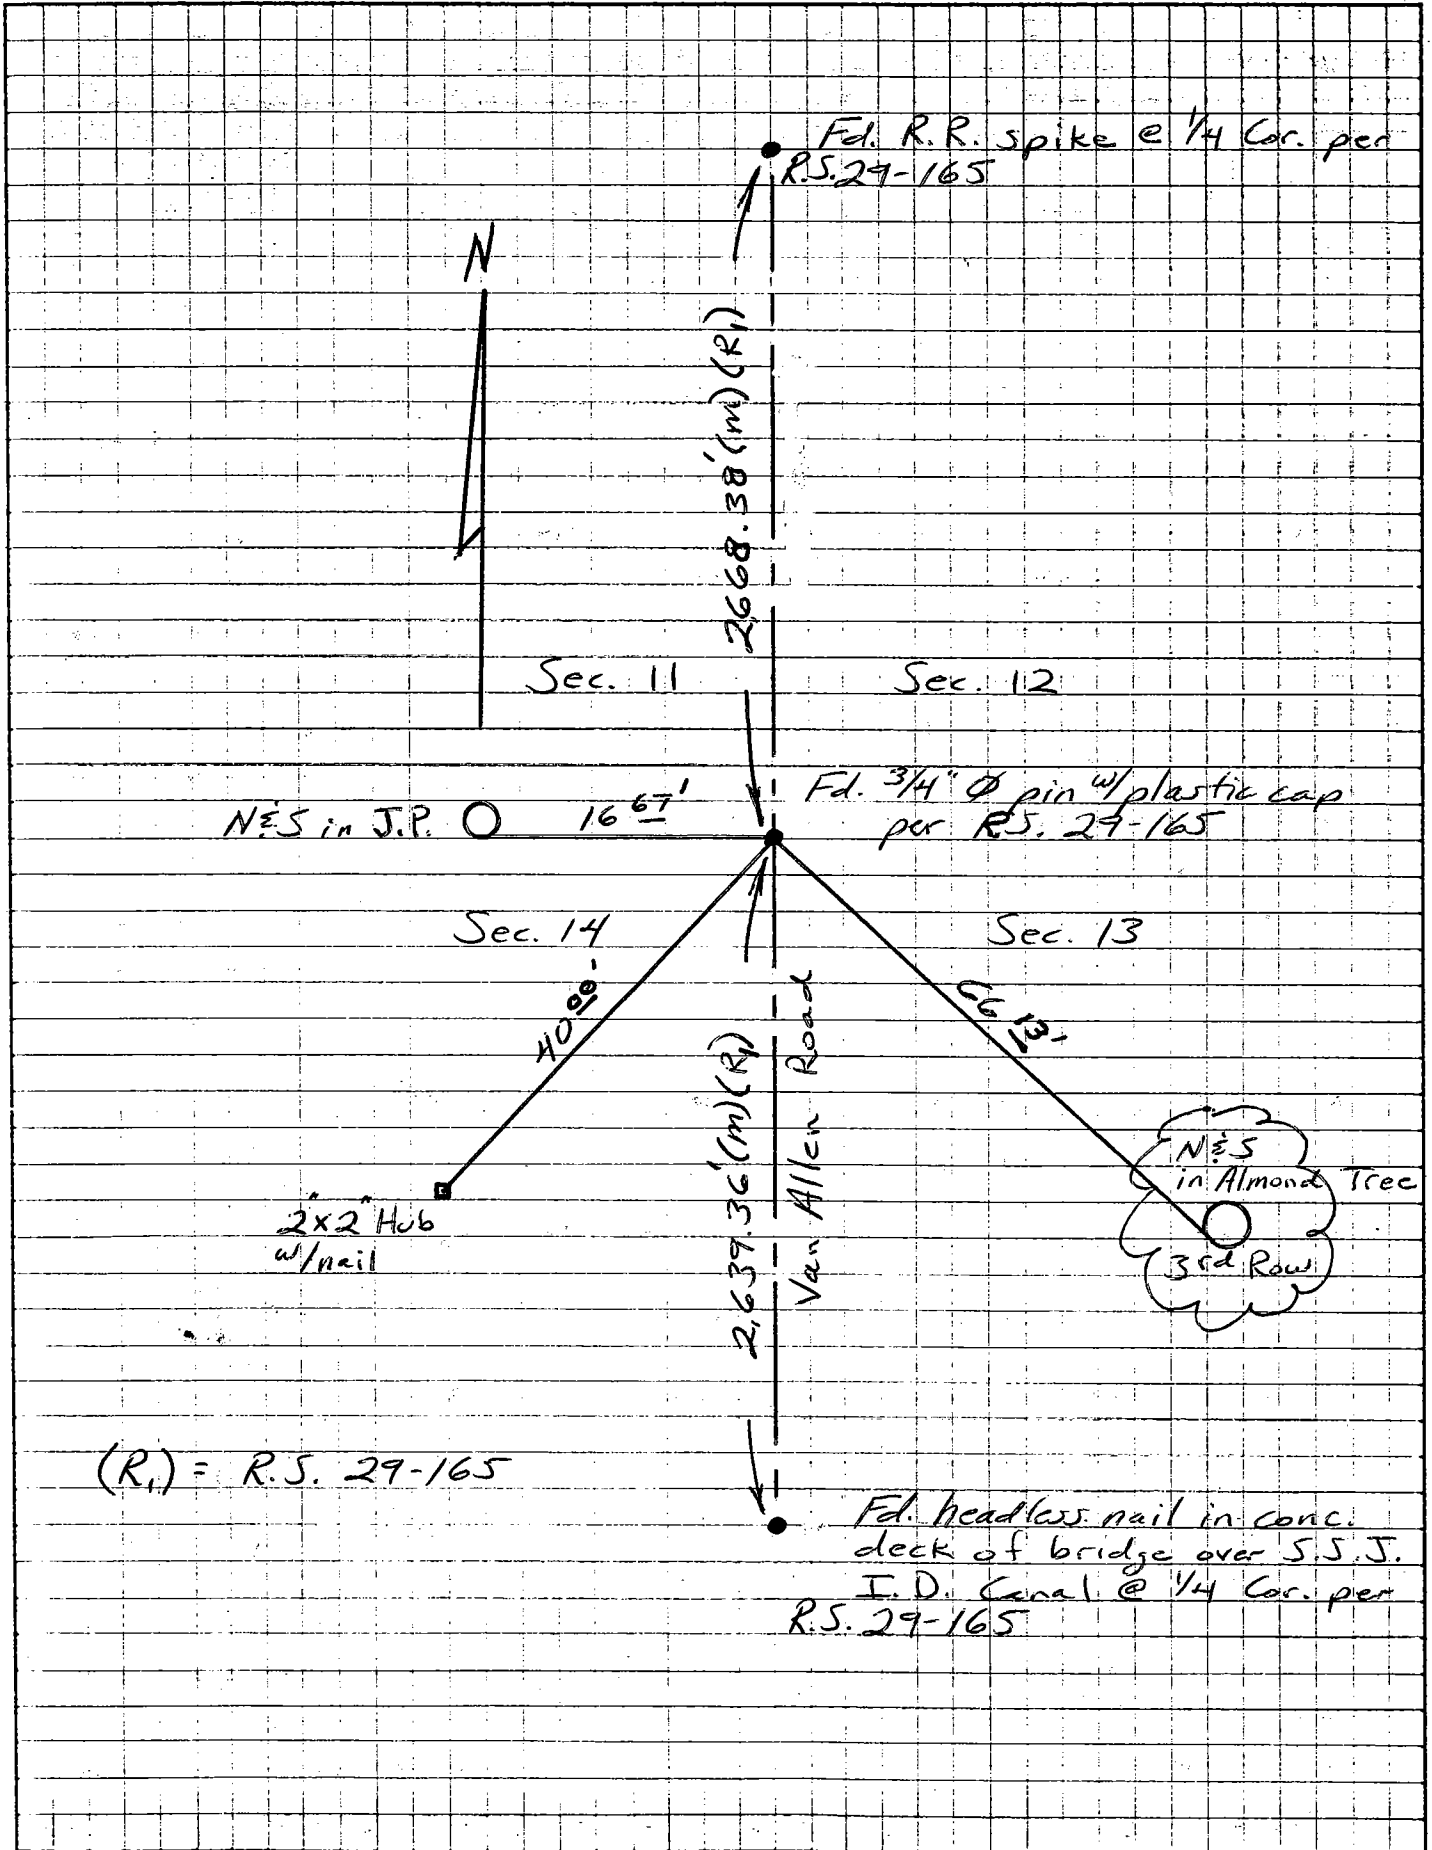 Fd. R.R. spike @ 1/4 Cor. per
R.S. 29-165
N
2,668.38'(m)(R1)
Sec. 11
Sec. 12
Fd. 3/4" Ø pin w/plastic cap
per R.S. 29-165
N&S in J.P.
16 67'
Sec. 14
Sec. 13
40 00'
66 13'
2,639.36'(m)(R1)
Van Allen Road
N&S
in Almond Tree
3rd Row
2"x2" Hub
w/nail
(R1) = R.S. 29-165
Fd. headless nail in conc.
deck of bridge over S.S.J.
I.D. Canal @ 1/4 Cor. per
R.S. 29-165